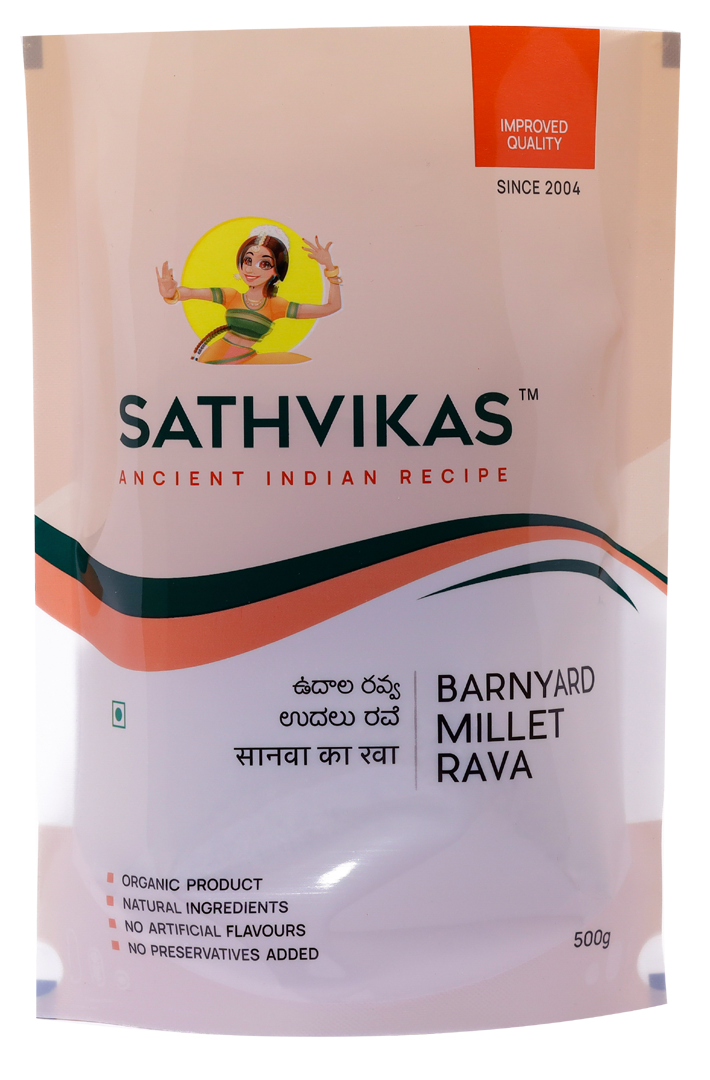 IMPROVED
QUALITY
SINCE 2004
SATHVIKAS™
ANCIENT INDIAN RECIPE
ఉదాల రవ్వ
ಉದಲು ರವೆ
सानवा का रवा
BARNYARD
MILLET
RAVA
ORGANIC PRODUCT
NATURAL INGREDIENTS
NO ARTIFICIAL FLAVOURS
NO PRESERVATIVES ADDED
500g